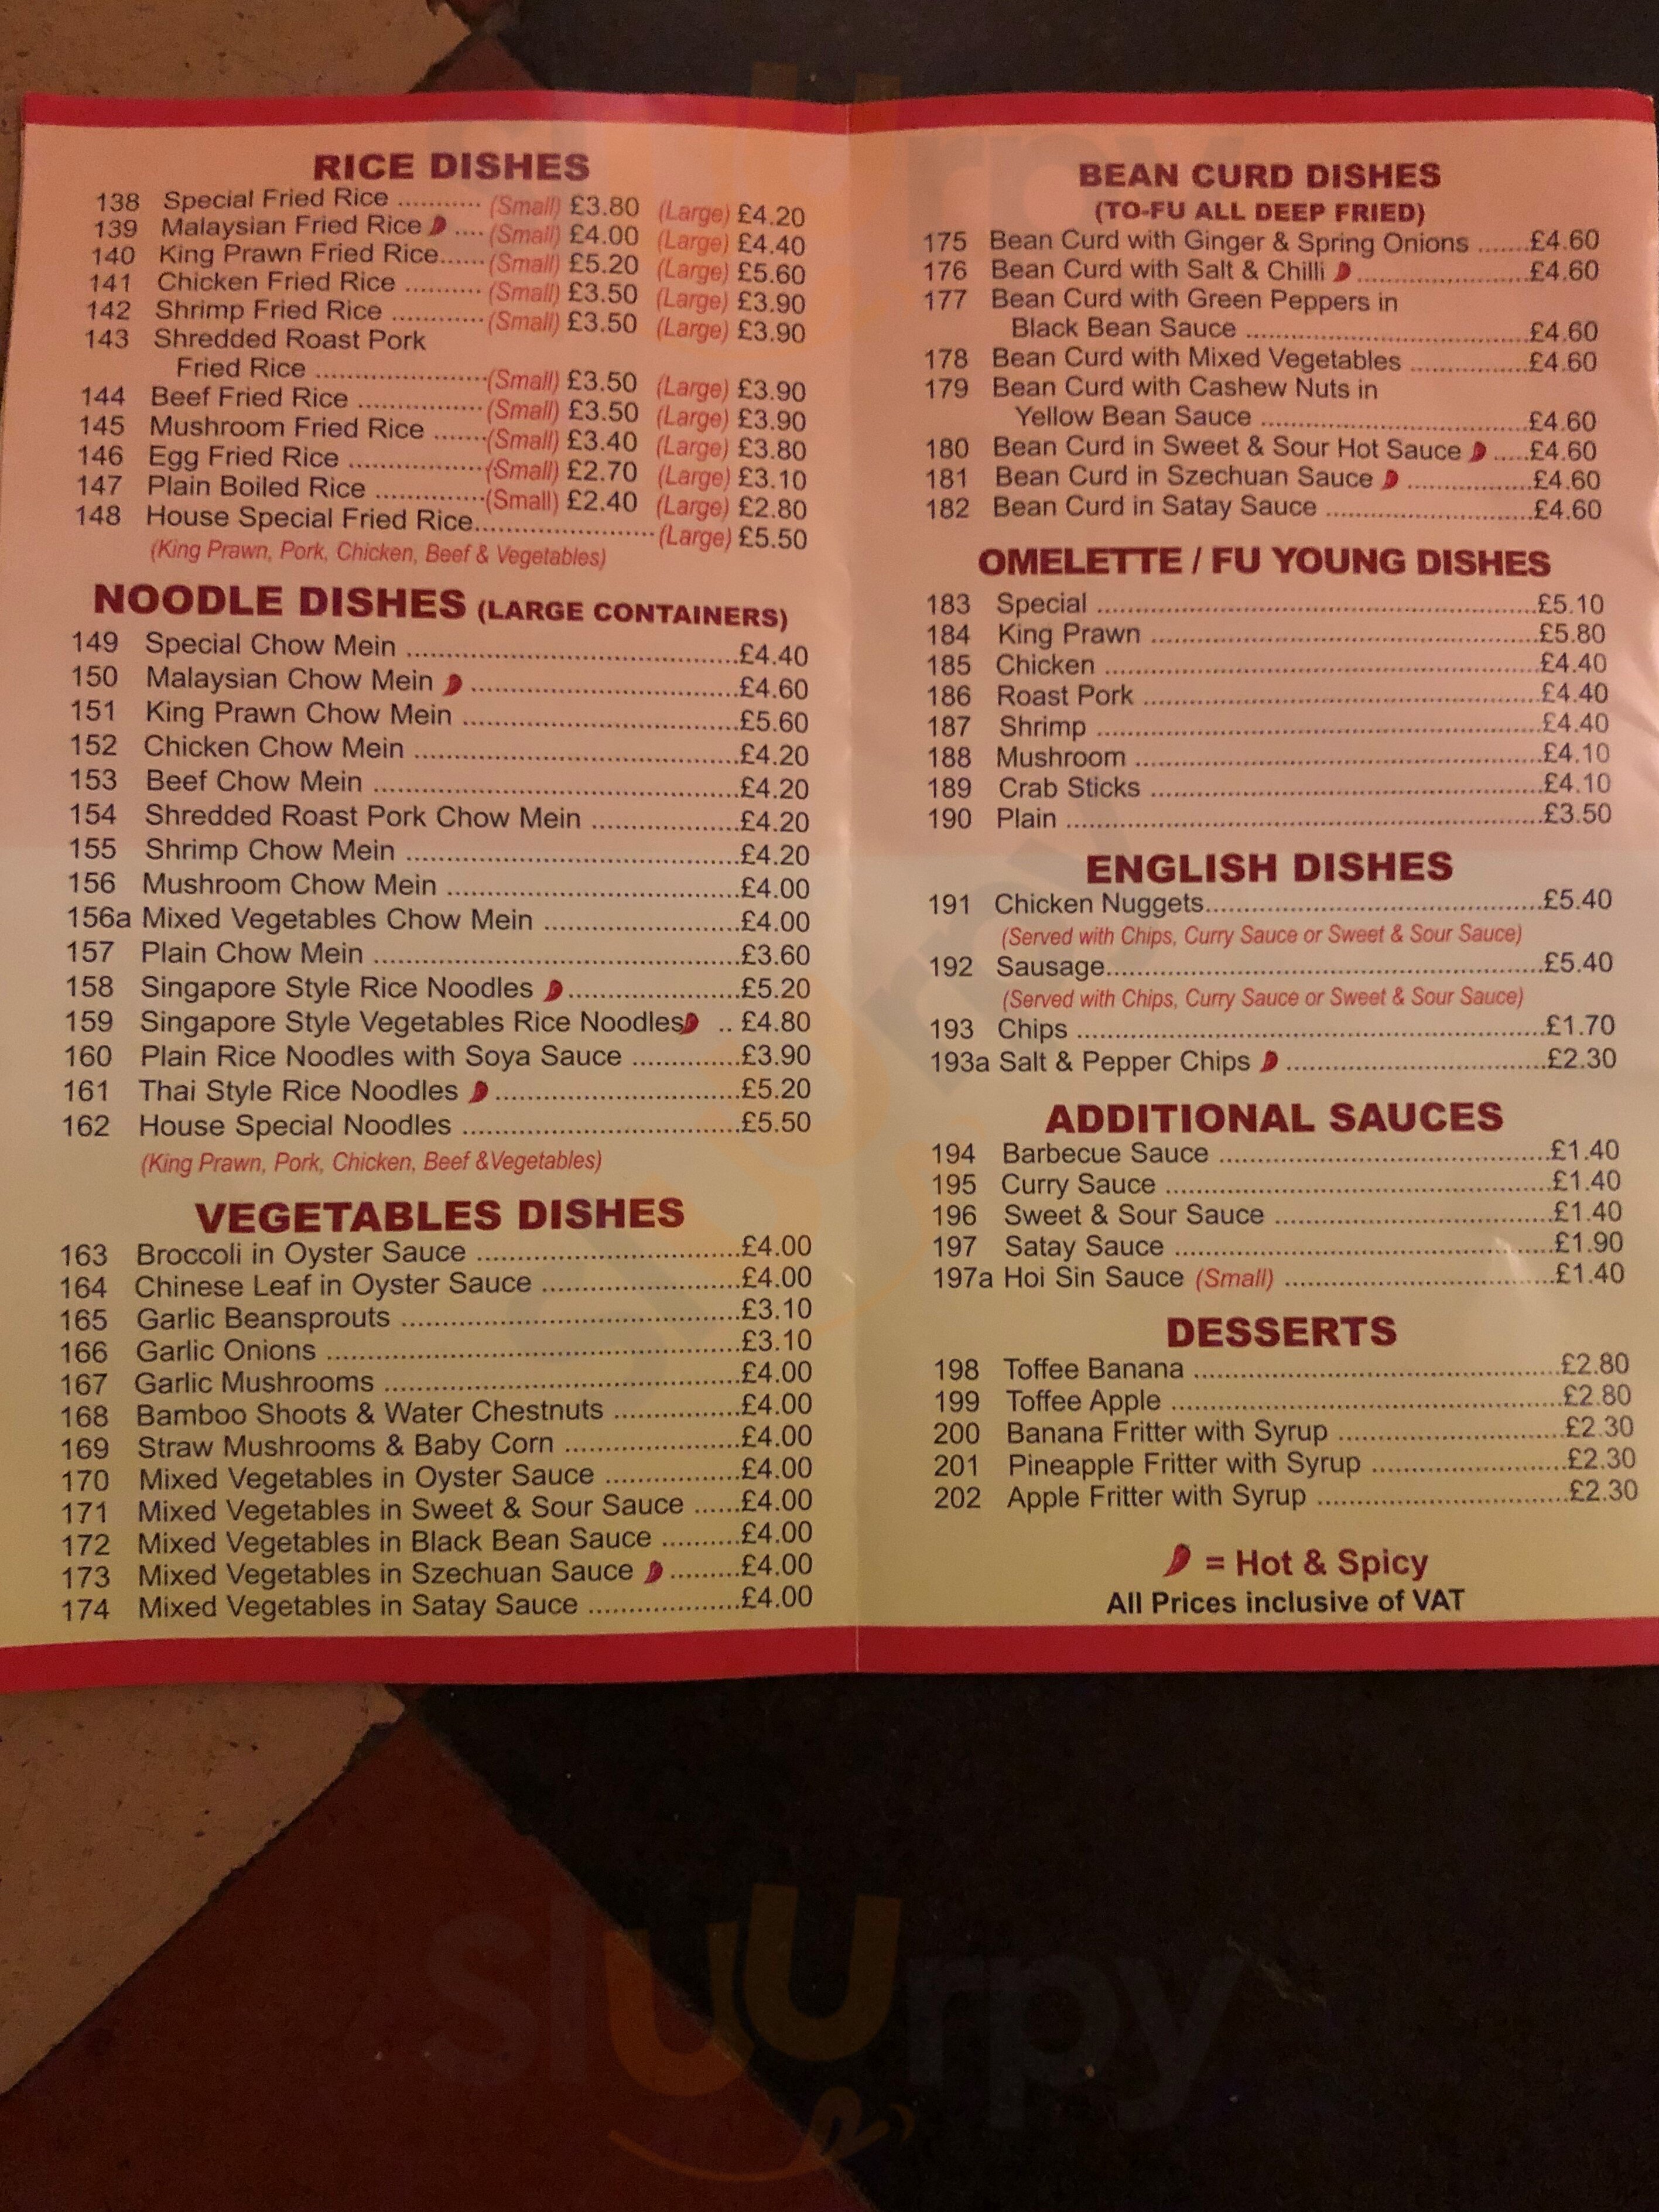 RICE DISHES
138 Special Fried Rice ........... (Small) £3.80 (Large) £4.20
139 Malaysian Fried Rice .... (Small) £4.00 (Large) £4.40
140 King Prawn Fried Rice...... (Small) £5.20 (Large) £5.60
141 Chicken Fried Rice .......... (Small) £3.50 (Large) £3.90
142 Shrimp Fried Rice ............ (Small) £3.50 (Large) £3.90
143 Shredded Roast Pork
Fried Rice ...................... (Small) £3.50 (Large) £3.90
144 Beef Fried Rice ................ (Small) £3.50 (Large) £3.90
145 Mushroom Fried Rice ....... (Small) £3.40 (Large) £3.80
146 Egg Fried Rice ................. (Small) £2.70 (Large) £3.10
147 Plain Boiled Rice .............. (Small) £2.40 (Large) £2.80
148 House Special Fried Rice....................... (Large) £5.50
(King Prawn, Pork, Chicken, Beef & Vegetables)
NOODLE DISHES (LARGE CONTAINERS)
149 Special Chow Mein ........................................... £4.40
150 Malaysian Chow Mein ................................... £4.60
151 King Prawn Chow Mein .................................... £5.60
152 Chicken Chow Mein .......................................... £4.20
153 Beef Chow Mein ............................................... £4.20
154 Shredded Roast Pork Chow Mein ................... £4.20
155 Shrimp Chow Mein ........................................... £4.20
156 Mushroom Chow Mein ...................................... £4.00
156a Mixed Vegetables Chow Mein ......................... £4.00
157 Plain Chow Mein ................................................ £3.60
158 Singapore Style Rice Noodles ...................... £5.20
159 Singapore Style Vegetables Rice Noodles .. £4.80
160 Plain Rice Noodles with Soya Sauce .............. £3.90
161 Thai Style Rice Noodles ................................ £5.20
162 House Special Noodles .................................... £5.50
(King Prawn, Pork, Chicken, Beef &Vegetables)
VEGETABLES DISHES
163 Broccoli in Oyster Sauce .................................. £4.00
164 Chinese Leaf in Oyster Sauce ......................... £4.00
165 Garlic Beansprouts ........................................... £3.10
166 Garlic Onions .................................................... £3.10
167 Garlic Mushrooms ............................................. £4.00
168 Bamboo Shoots & Water Chestnuts ................ £4.00
169 Straw Mushrooms & Baby Corn ...................... £4.00
170 Mixed Vegetables in Oyster Sauce ................. £4.00
171 Mixed Vegetables in Sweet & Sour Sauce ...... £4.00
172 Mixed Vegetables in Black Bean Sauce .......... £4.00
173 Mixed Vegetables in Szechuan Sauce ......... £4.00
174 Mixed Vegetables in Satay Sauce ................... £4.00
BEAN CURD DISHES
(TO-FU ALL DEEP FRIED)
175 Bean Curd with Ginger & Spring Onions ....... £4.60
176 Bean Curd with Salt & Chilli ........................ £4.60
177 Bean Curd with Green Peppers in
Black Bean Sauce ....................................... £4.60
178 Bean Curd with Mixed Vegetables ................ £4.60
179 Bean Curd with Cashew Nuts in
Yellow Bean Sauce ..................................... £4.60
180 Bean Curd in Sweet & Sour Hot Sauce ..... £4.60
181 Bean Curd in Szechuan Sauce ................. £4.60
182 Bean Curd in Satay Sauce ............................ £4.60
OMELETTE / FU YOUNG DISHES
183 Special ............................................................ £5.10
184 King Prawn ..................................................... £5.80
185 Chicken ........................................................... £4.40
186 Roast Pork ...................................................... £4.40
187 Shrimp ............................................................. £4.40
188 Mushroom ....................................................... £4.10
189 Crab Sticks ..................................................... £4.10
190 Plain ................................................................ £3.50
ENGLISH DISHES
191 Chicken Nuggets............................................. £5.40
(Served with Chips, Curry Sauce or Sweet & Sour Sauce)
192 Sausage.......................................................... £5.40
(Served with Chips, Curry Sauce or Sweet & Sour Sauce)
193 Chips ............................................................... £1.70
193a Salt & Pepper Chips ................................... £2.30
ADDITIONAL SAUCES
194 Barbecue Sauce ............................................. £1.40
195 Curry Sauce .................................................... £1.40
196 Sweet & Sour Sauce ...................................... £1.40
197 Satay Sauce ................................................... £1.90
197a Hoi Sin Sauce (Small) ................................... £1.40
DESSERTS
198 Toffee Banana ................................................ £2.80
199 Toffee Apple ................................................... £2.80
200 Banana Fritter with Syrup .............................. £2.30
201 Pineapple Fritter with Syrup .......................... £2.30
202 Apple Fritter with Syrup ................................. £2.30
= Hot & Spicy
All Prices inclusive of VAT
slUUrpy